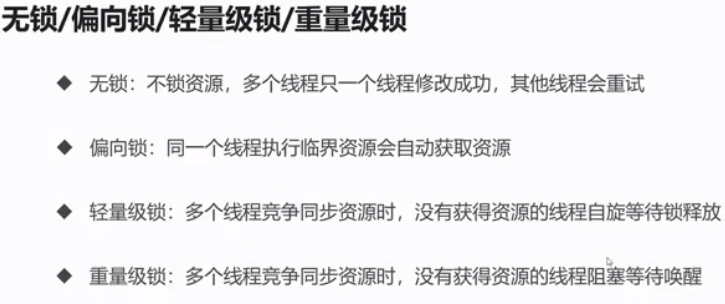 无锁/偏向锁/轻量级锁/重量级锁
◆ 无锁：不锁资源，多个线程只一个线程修改成功，其他线程会重试
◆ 偏向锁：同一个线程执行临界资源会自动获取资源
◆ 轻量级锁：多个线程竞争同步资源时，没有获得资源的线程自旋等待锁释放
◆ 重量级锁：多个线程竞争同步资源时，没有获得资源的线程阻塞等待唤醒